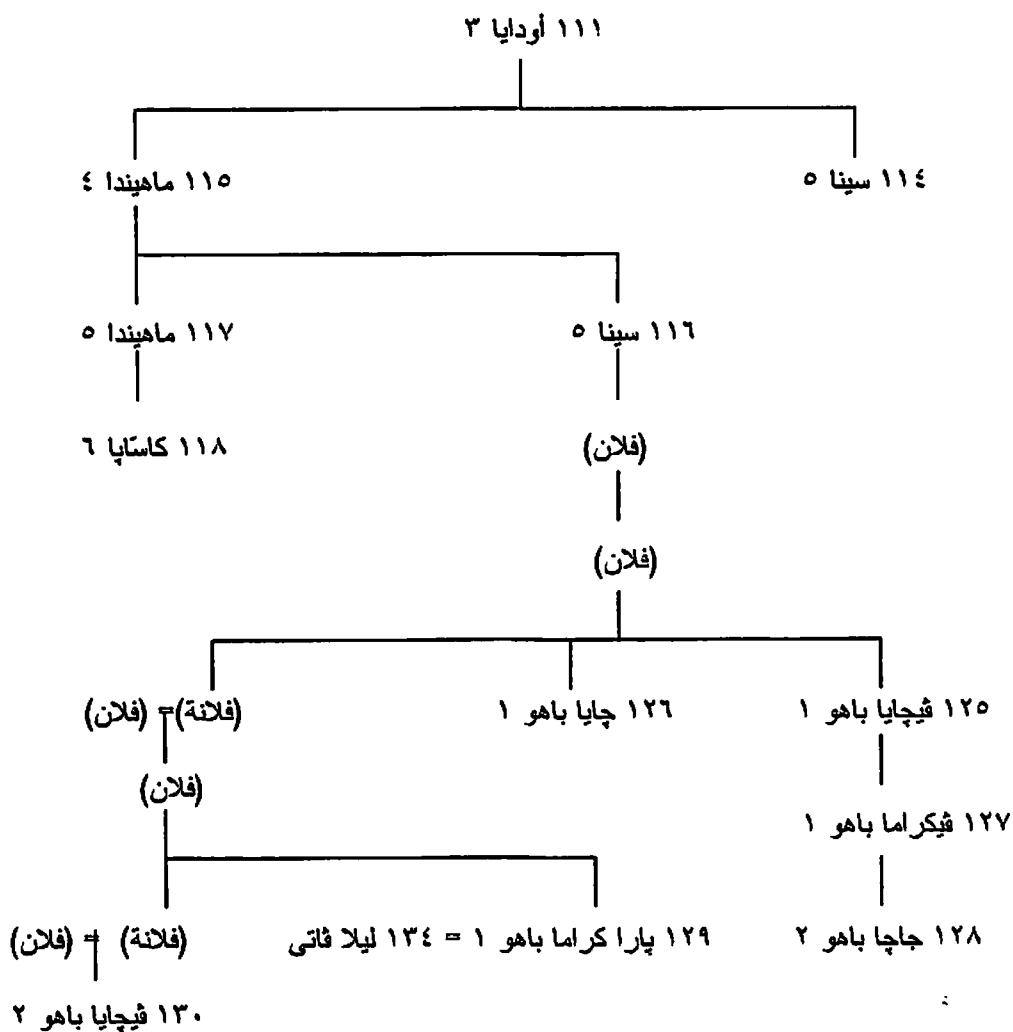 ١١١ أودايا ٣
١١٤ سينا ٥
١١٥ ماهيندا ٤
١١٦ سينا ٥
١١٧ ماهيندا ٥
(فلان)
١١٨ كاسّاپا ٦
(فلان)
١٢٥ ڤيچايا باهو ١
١٢٦ چايا باهو ١
(فلانة) = (فلان)
(فلان)
١٢٧ ڤيكراما باهو ١
١٢٨ جاچا باهو ٢
١٢٩ پارا كراما باهو ١ = ١٣٤ ليلا ڤاتى
(فلانة) = (فلان)
١٣٠ ڤيچايا باهو ٢